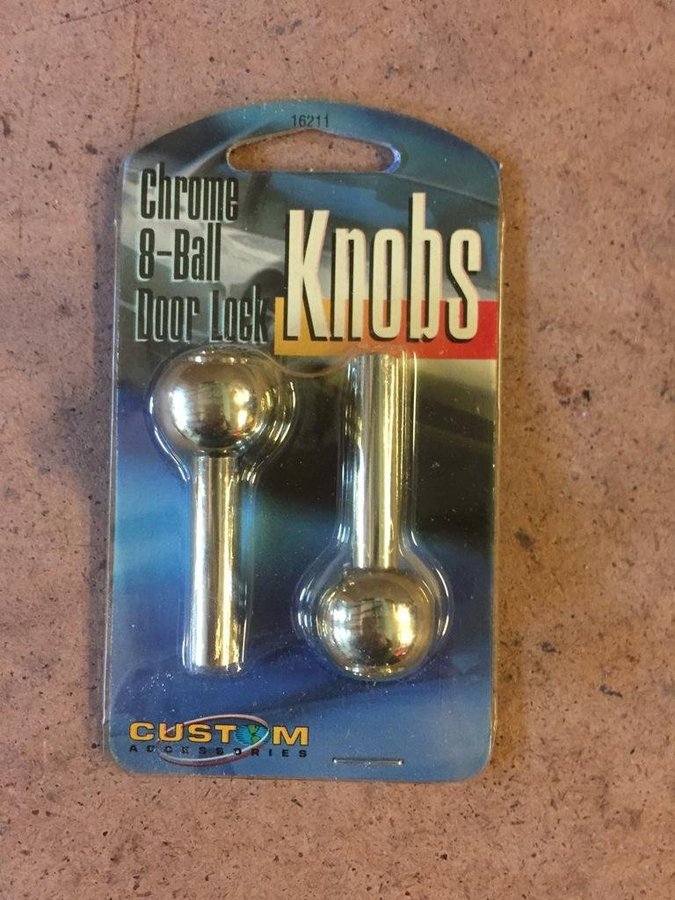 16211
Chrome
8-Ball
Door Lock
Knobs
CUSTOM
ACCESSORIES